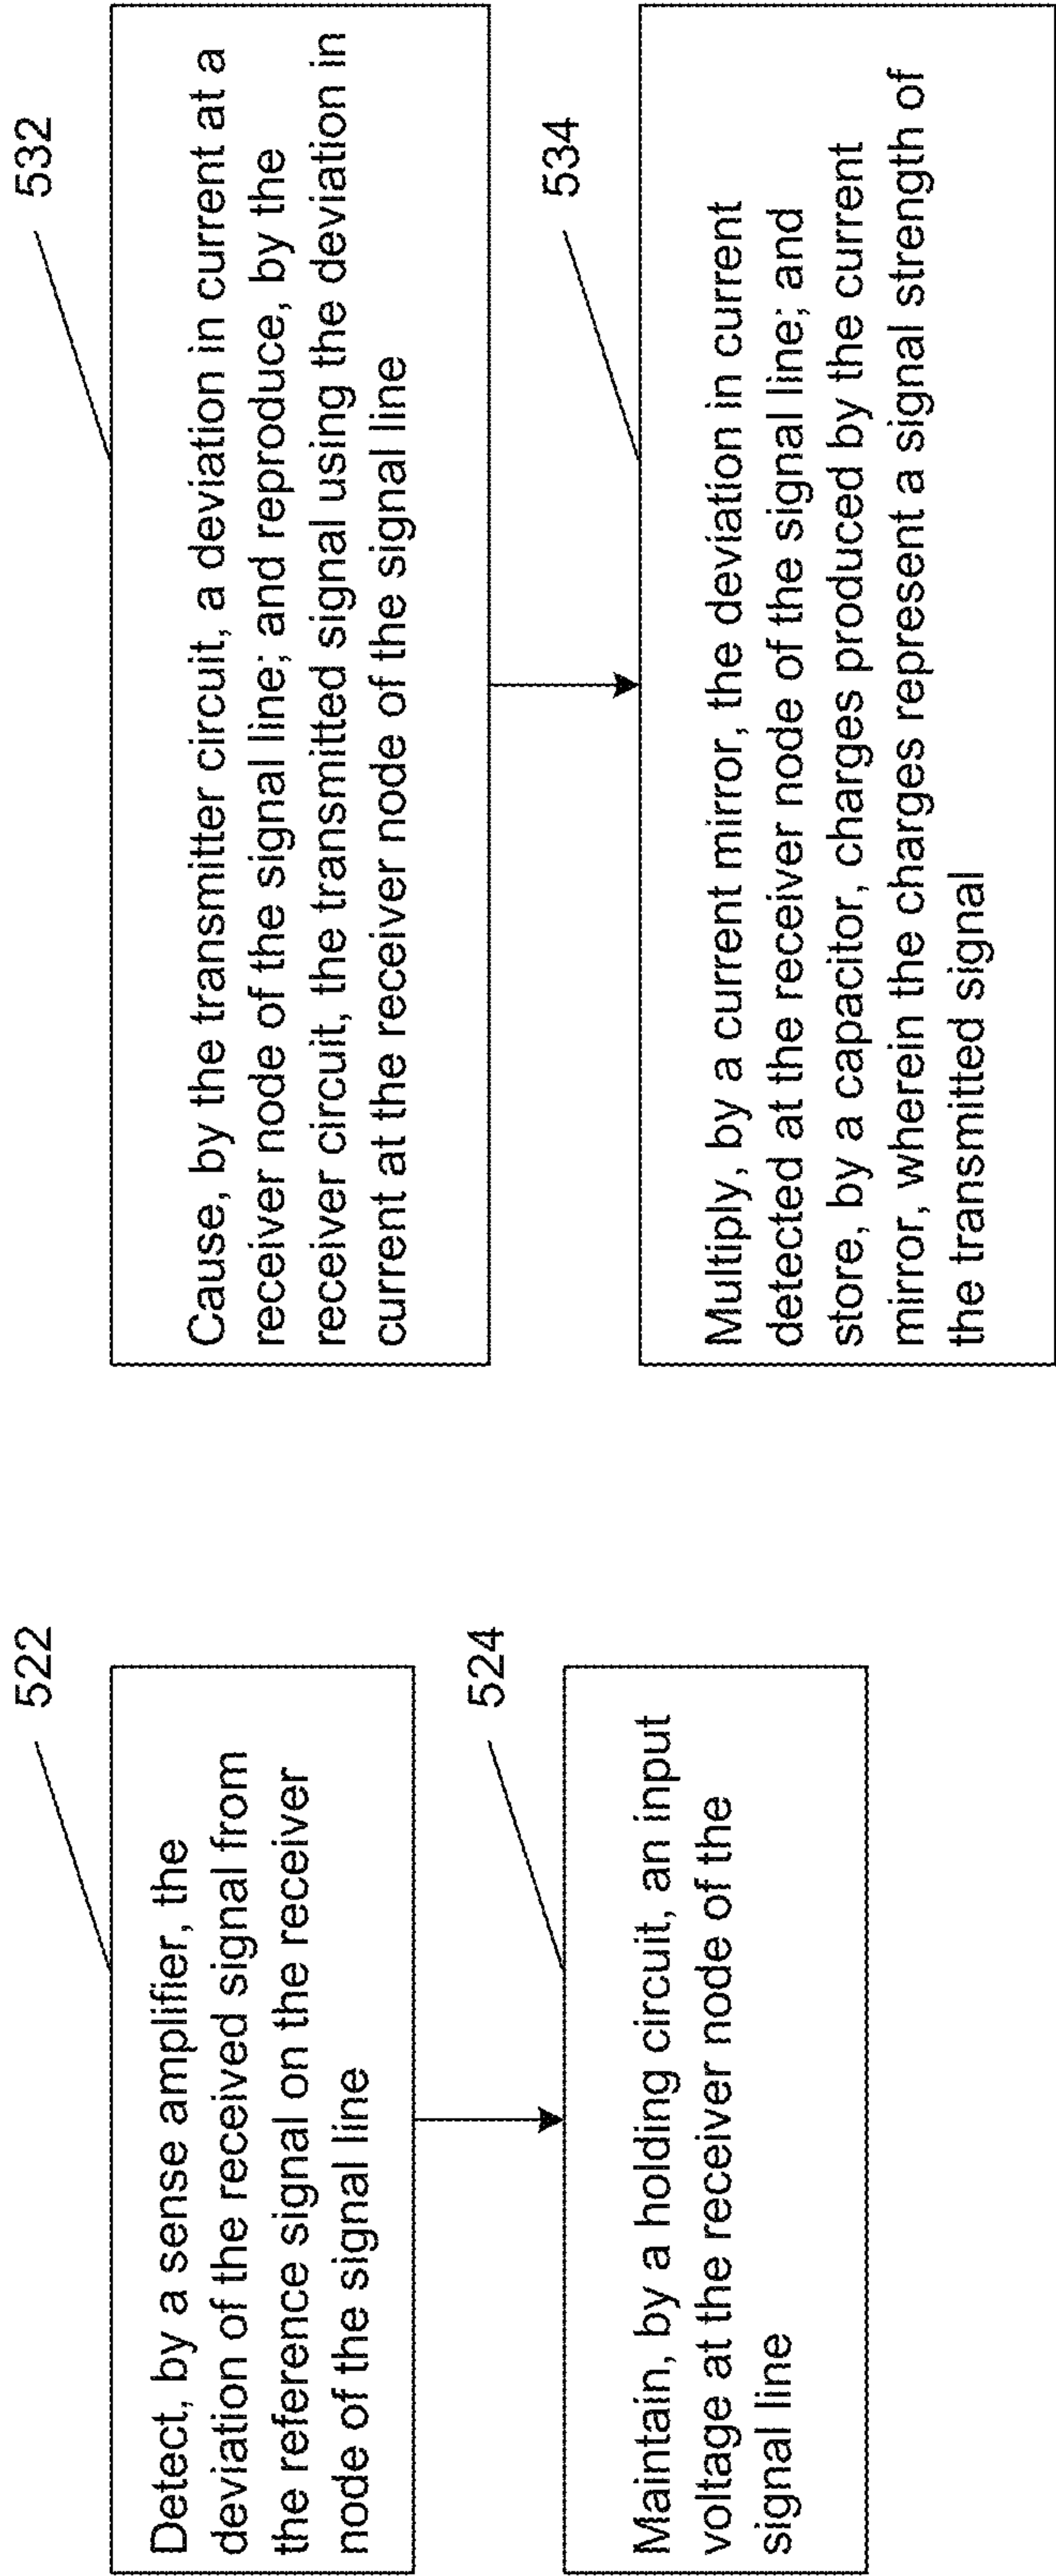 522
Detect, by a sense amplifier, the
deviation of the received signal from
the reference signal on the receiver
node of the signal line
524
Maintain, by a holding circuit, an input
voltage at the receiver node of the
signal line
532
Cause, by the transmitter circuit, a deviation in current at a
receiver node of the signal line; and reproduce, by the
receiver circuit, the transmitted signal using the deviation in
current at the receiver node of the signal line
534
Multiply, by a current mirror, the deviation in current
detected at the receiver node of the signal line; and
store, by a capacitor, charges produced by the current
mirror, wherein the charges represent a signal strength of
the transmitted signal